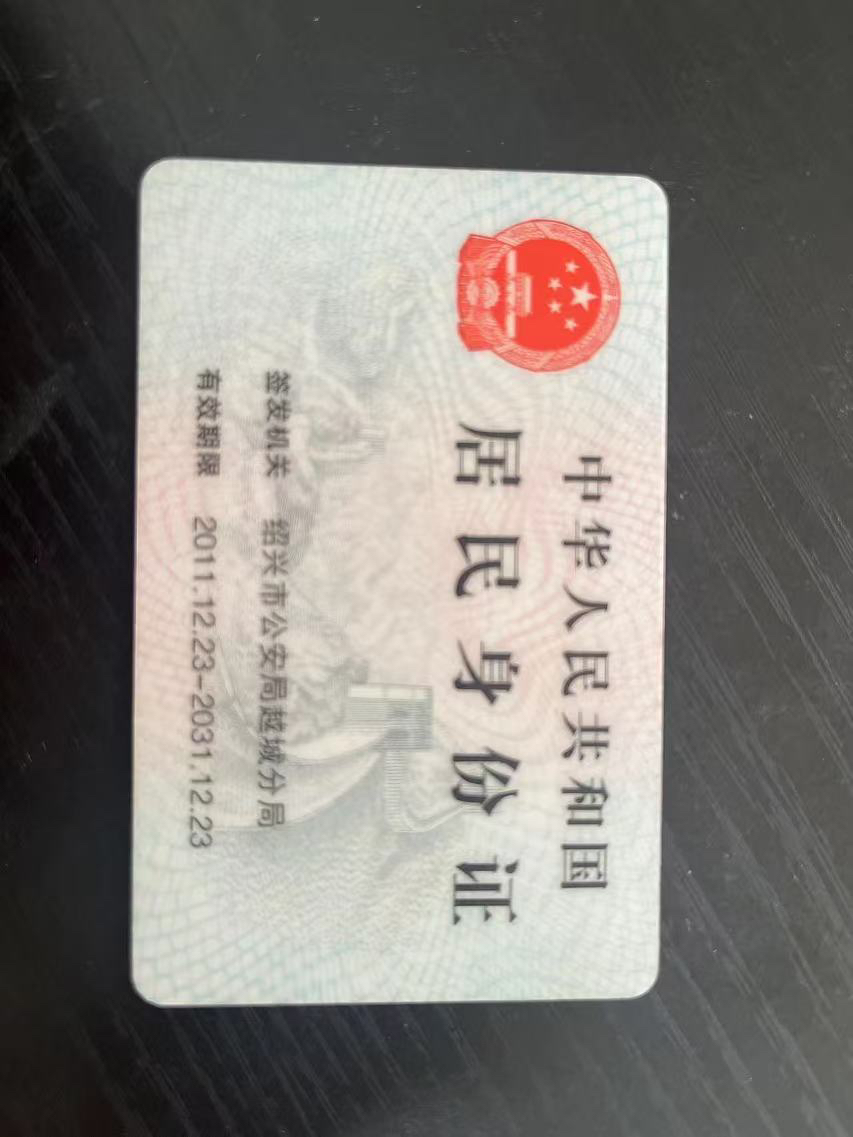 中华人民共和国
居民身份证
签发机关 绍兴市公安局越城分局
有效期限 2011.12.23-2031.12.23